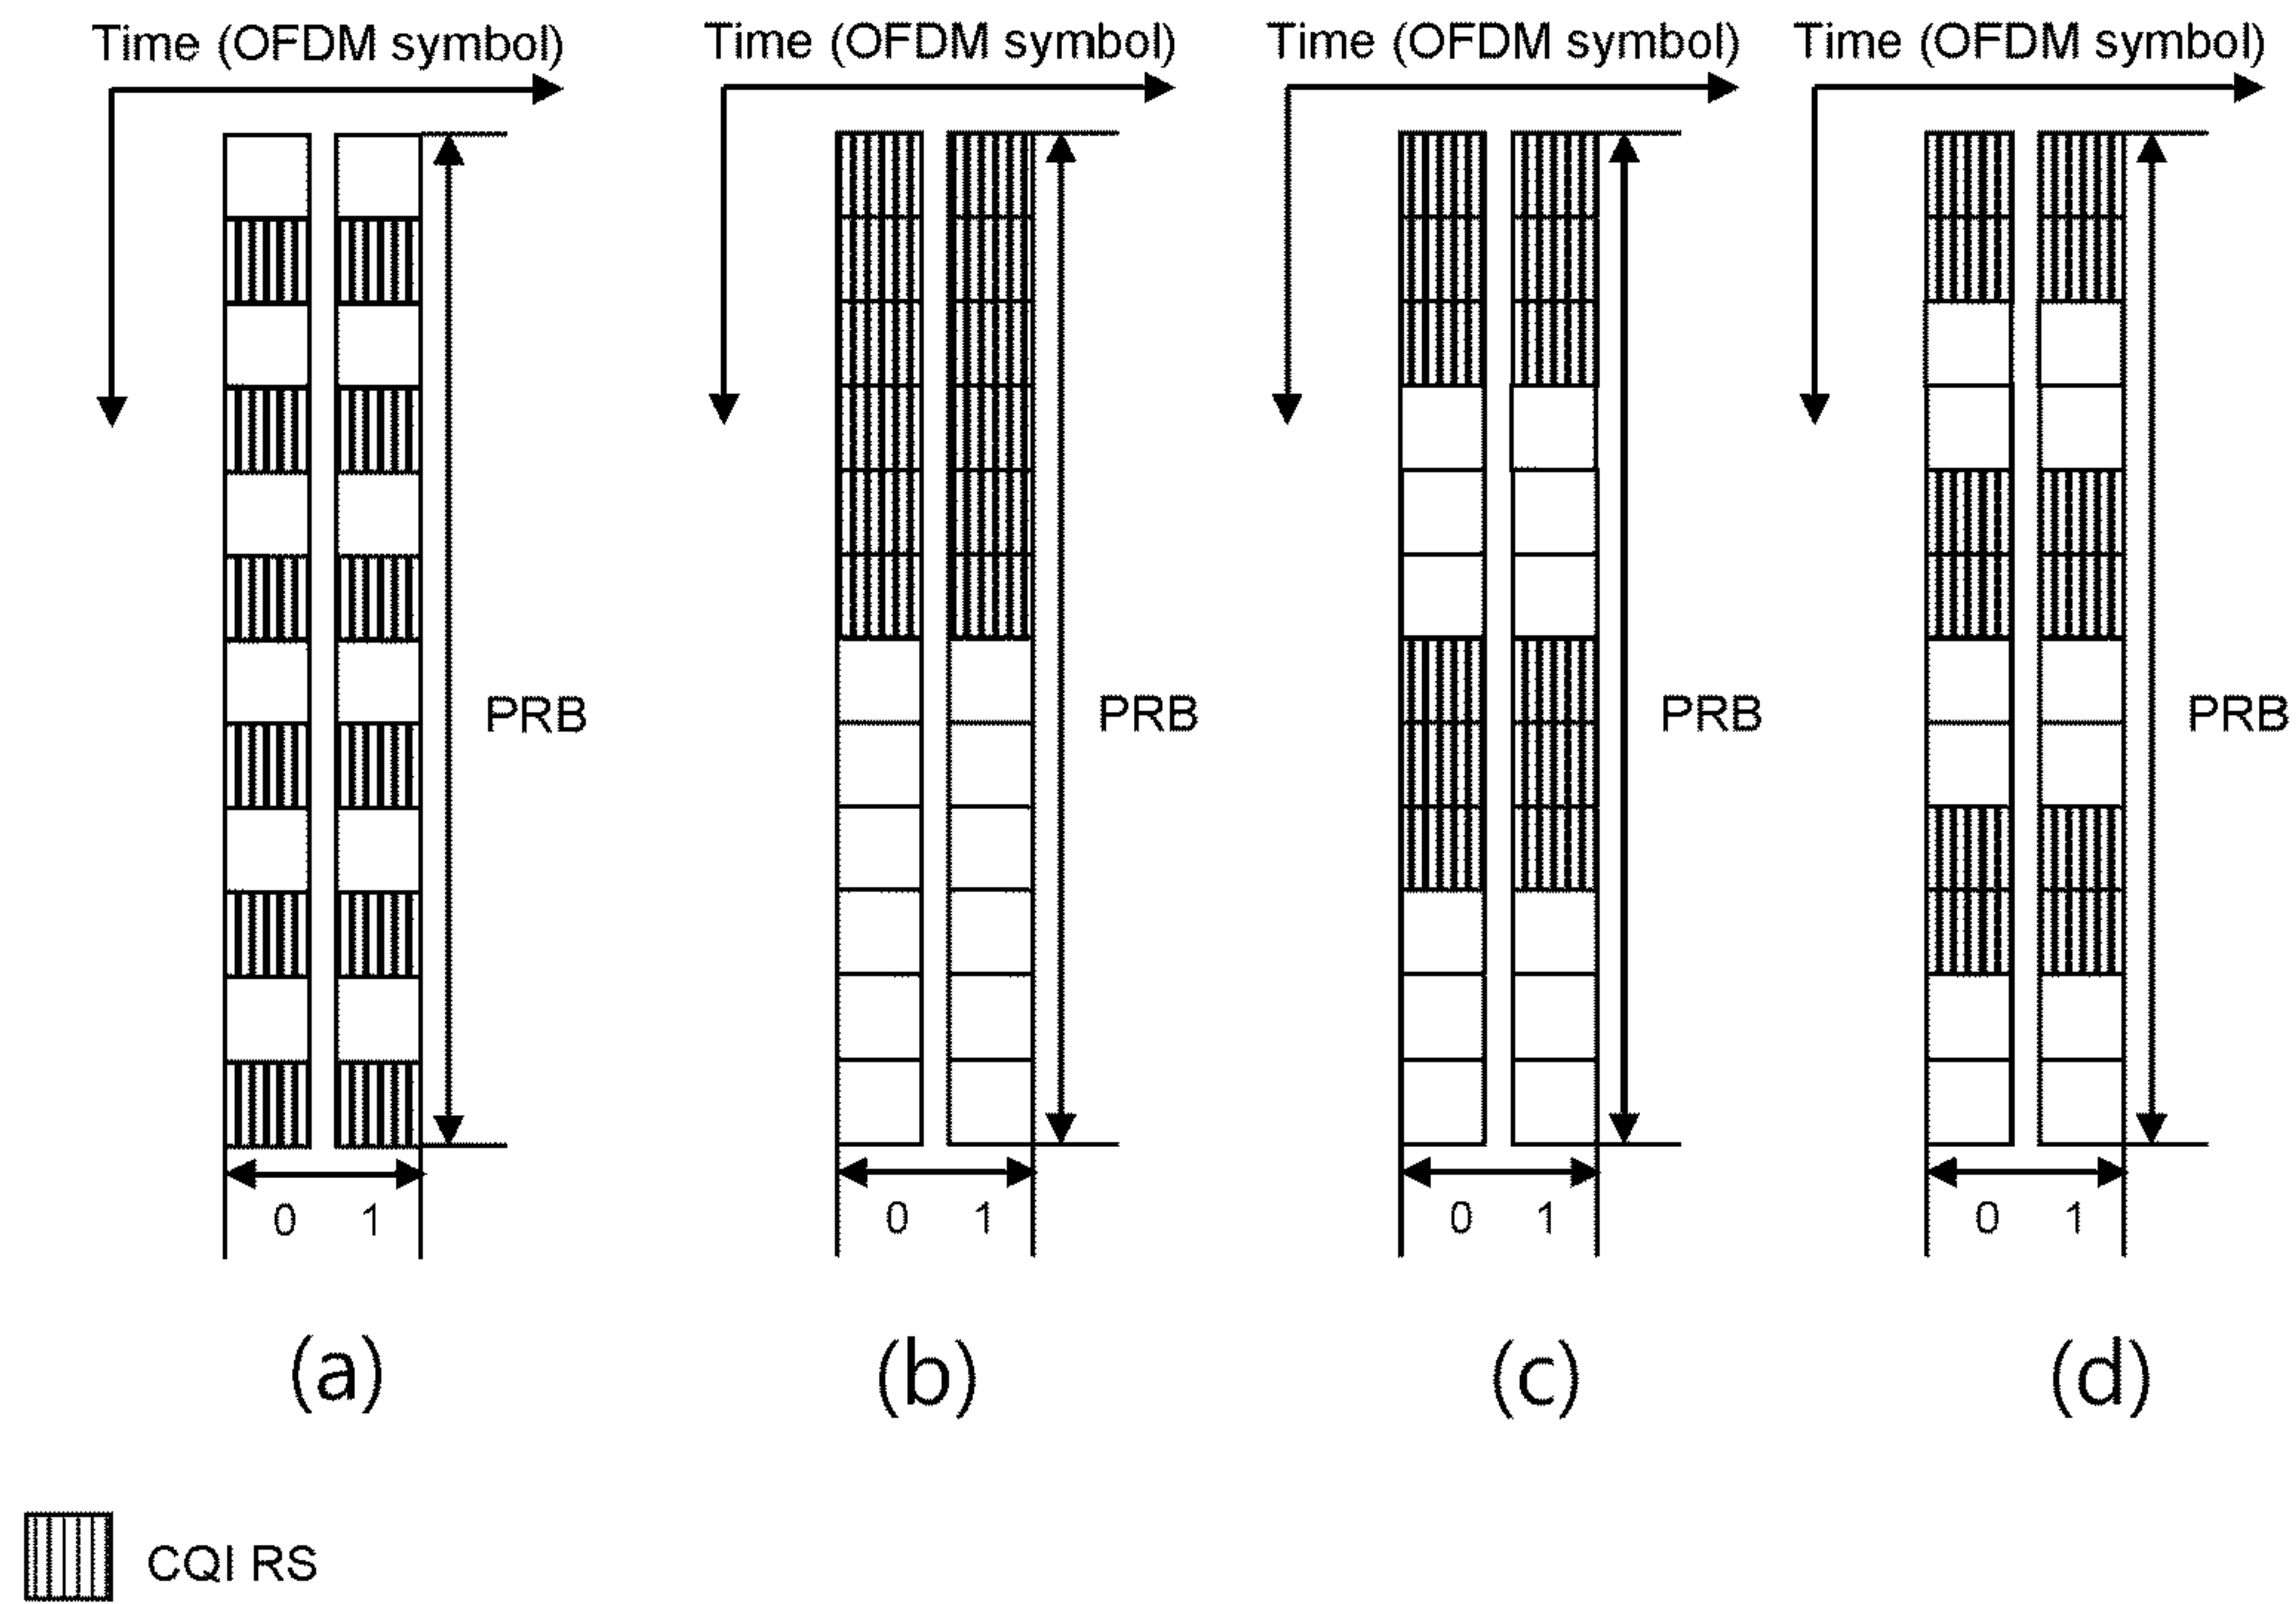 Time (OFDM symbol) Time (OFDM symbol) Time (OFDM symbol) Time (OFDM symbol)
PRB PRB PRB PRB
0 1 0 1 0 1 0 1
(a) (b) (c) (d)
CQI RS